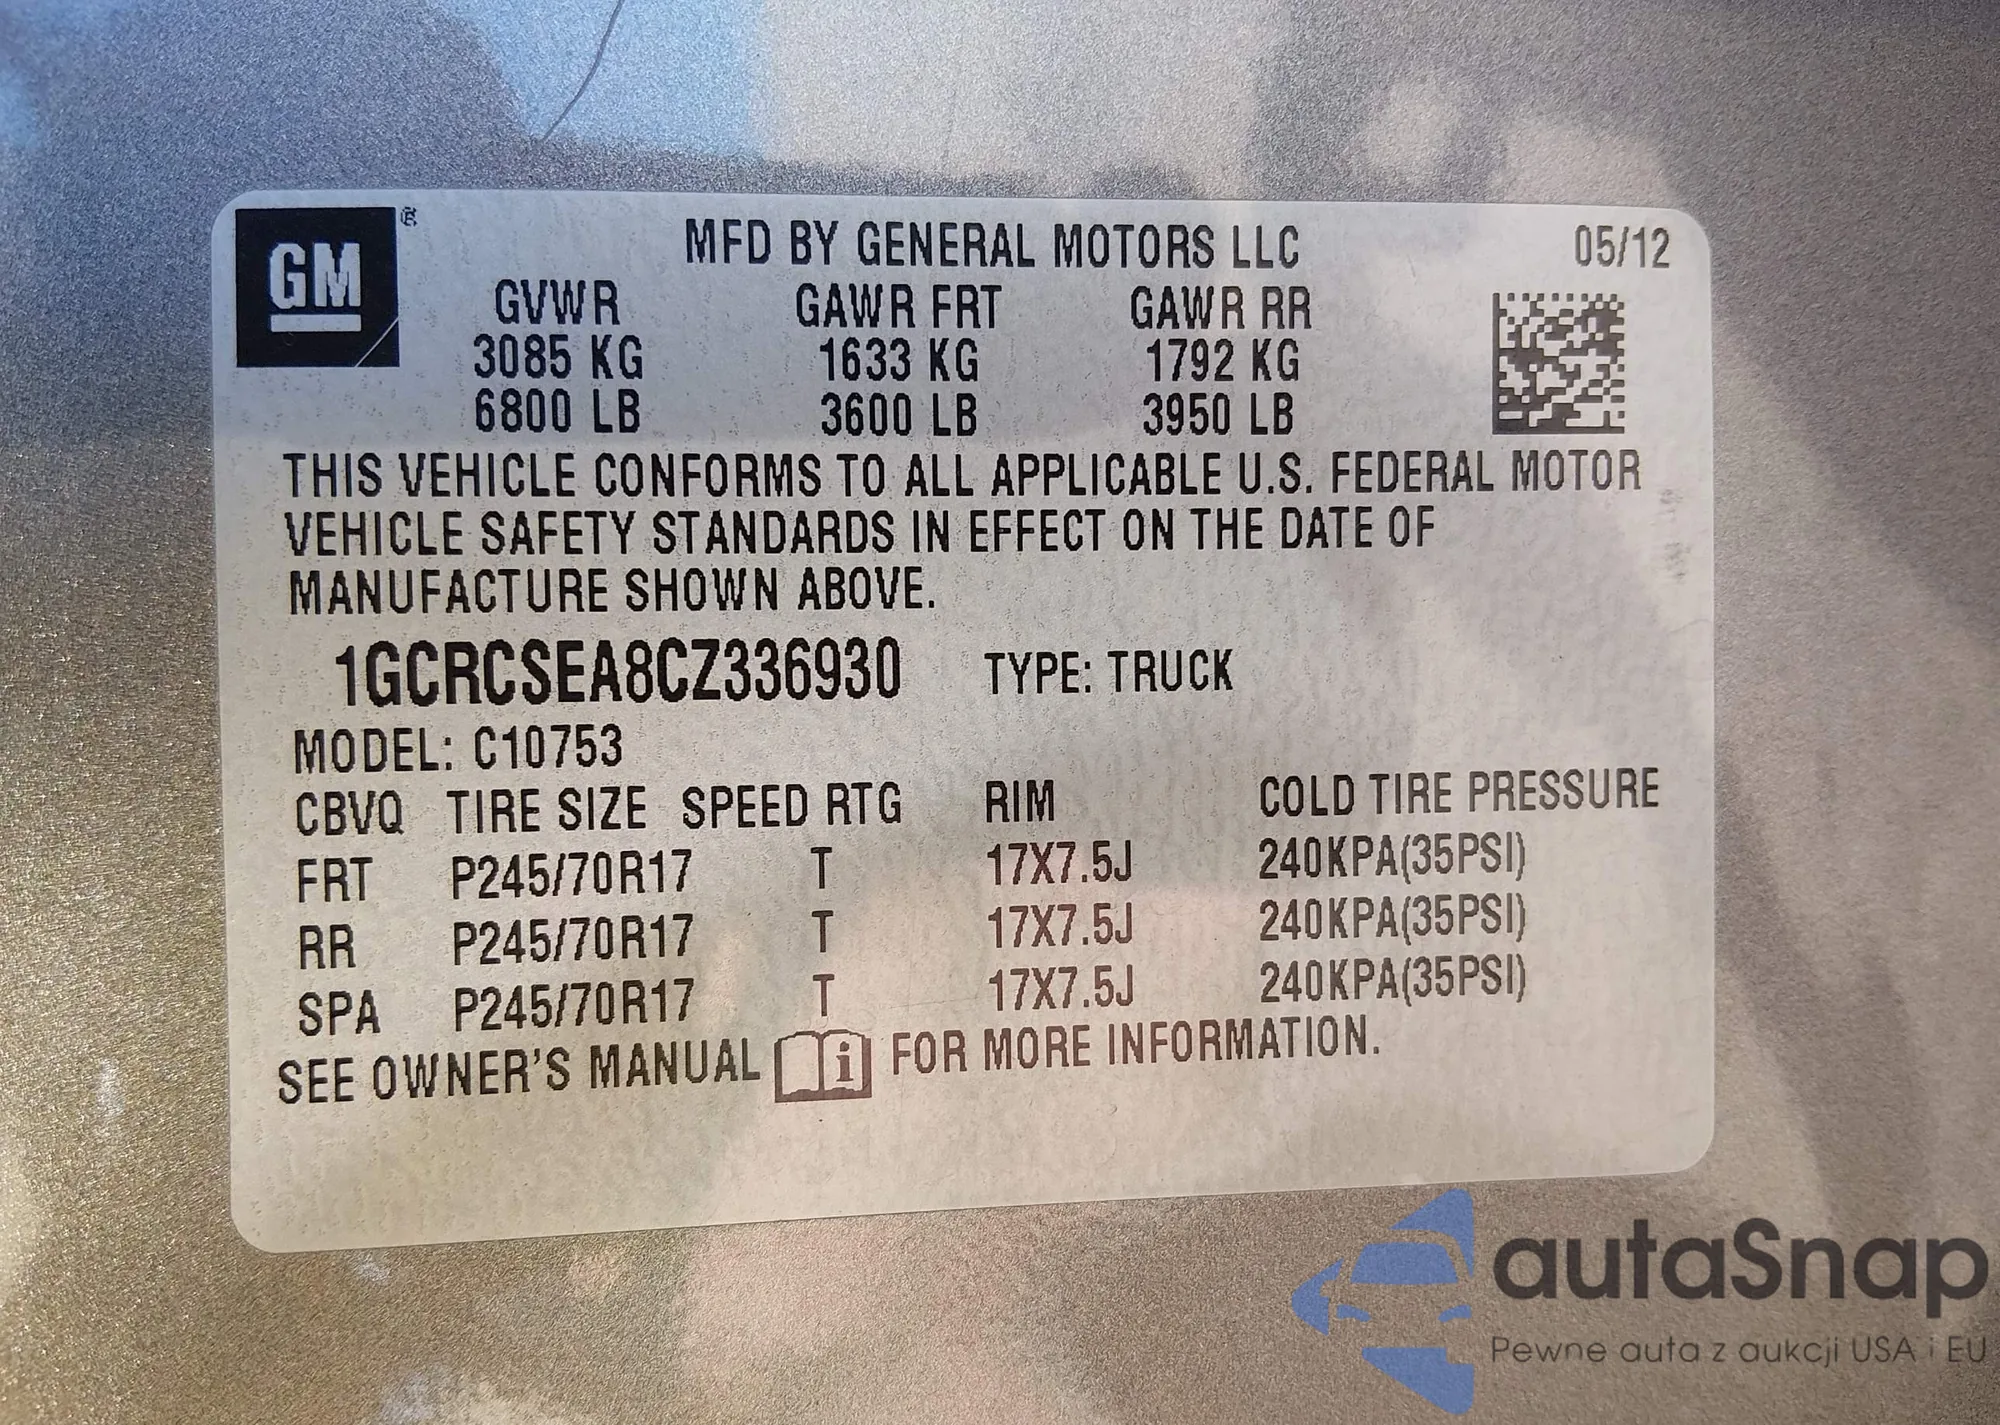 GM ®
MFD BY GENERAL MOTORS LLC 05/12
GVWR GAWR FRT GAWR RR
3085 KG 1633 KG 1792 KG
6800 LB 3600 LB 3950 LB
THIS VEHICLE CONFORMS TO ALL APPLICABLE U.S. FEDERAL MOTOR
VEHICLE SAFETY STANDARDS IN EFFECT ON THE DATE OF
MANUFACTURE SHOWN ABOVE.
1GCRCSEA8CZ336930 TYPE: TRUCK
MODEL: C10753
CBVQ TIRE SIZE SPEED RTG RIM COLD TIRE PRESSURE
FRT P245/70R17 T 17X7.5J 240KPA(35PSI)
RR P245/70R17 T 17X7.5J 240KPA(35PSI)
SPA P245/70R17 T 17X7.5J 240KPA(35PSI)
SEE OWNER'S MANUAL i FOR MORE INFORMATION.
autaSnap
Pewne auta z aukcji USA i EU